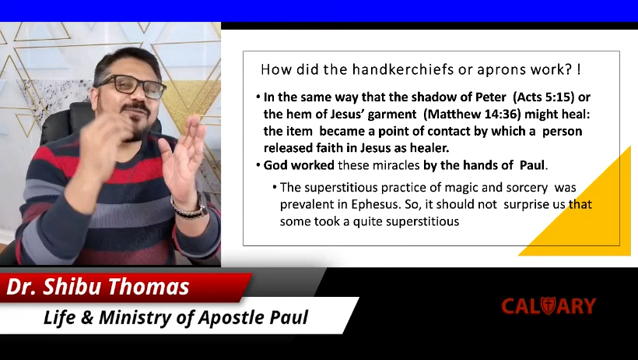 How did the handkerchiefs or aprons work? !
• In the same way that the shadow of Peter (Acts 5:15) or
the hem of Jesus' garment (Matthew 14:36) might heal:
the item became a point of contact by which a person
released faith in Jesus as healer.
• God worked these miracles by the hands of Paul.
• The superstitious practice of magic and sorcery was
prevalent in Ephesus. So, it should not surprise us that
some took a quite superstitious
Dr. Shibu Thomas
Life & Ministry of Apostle Paul
CALVARY